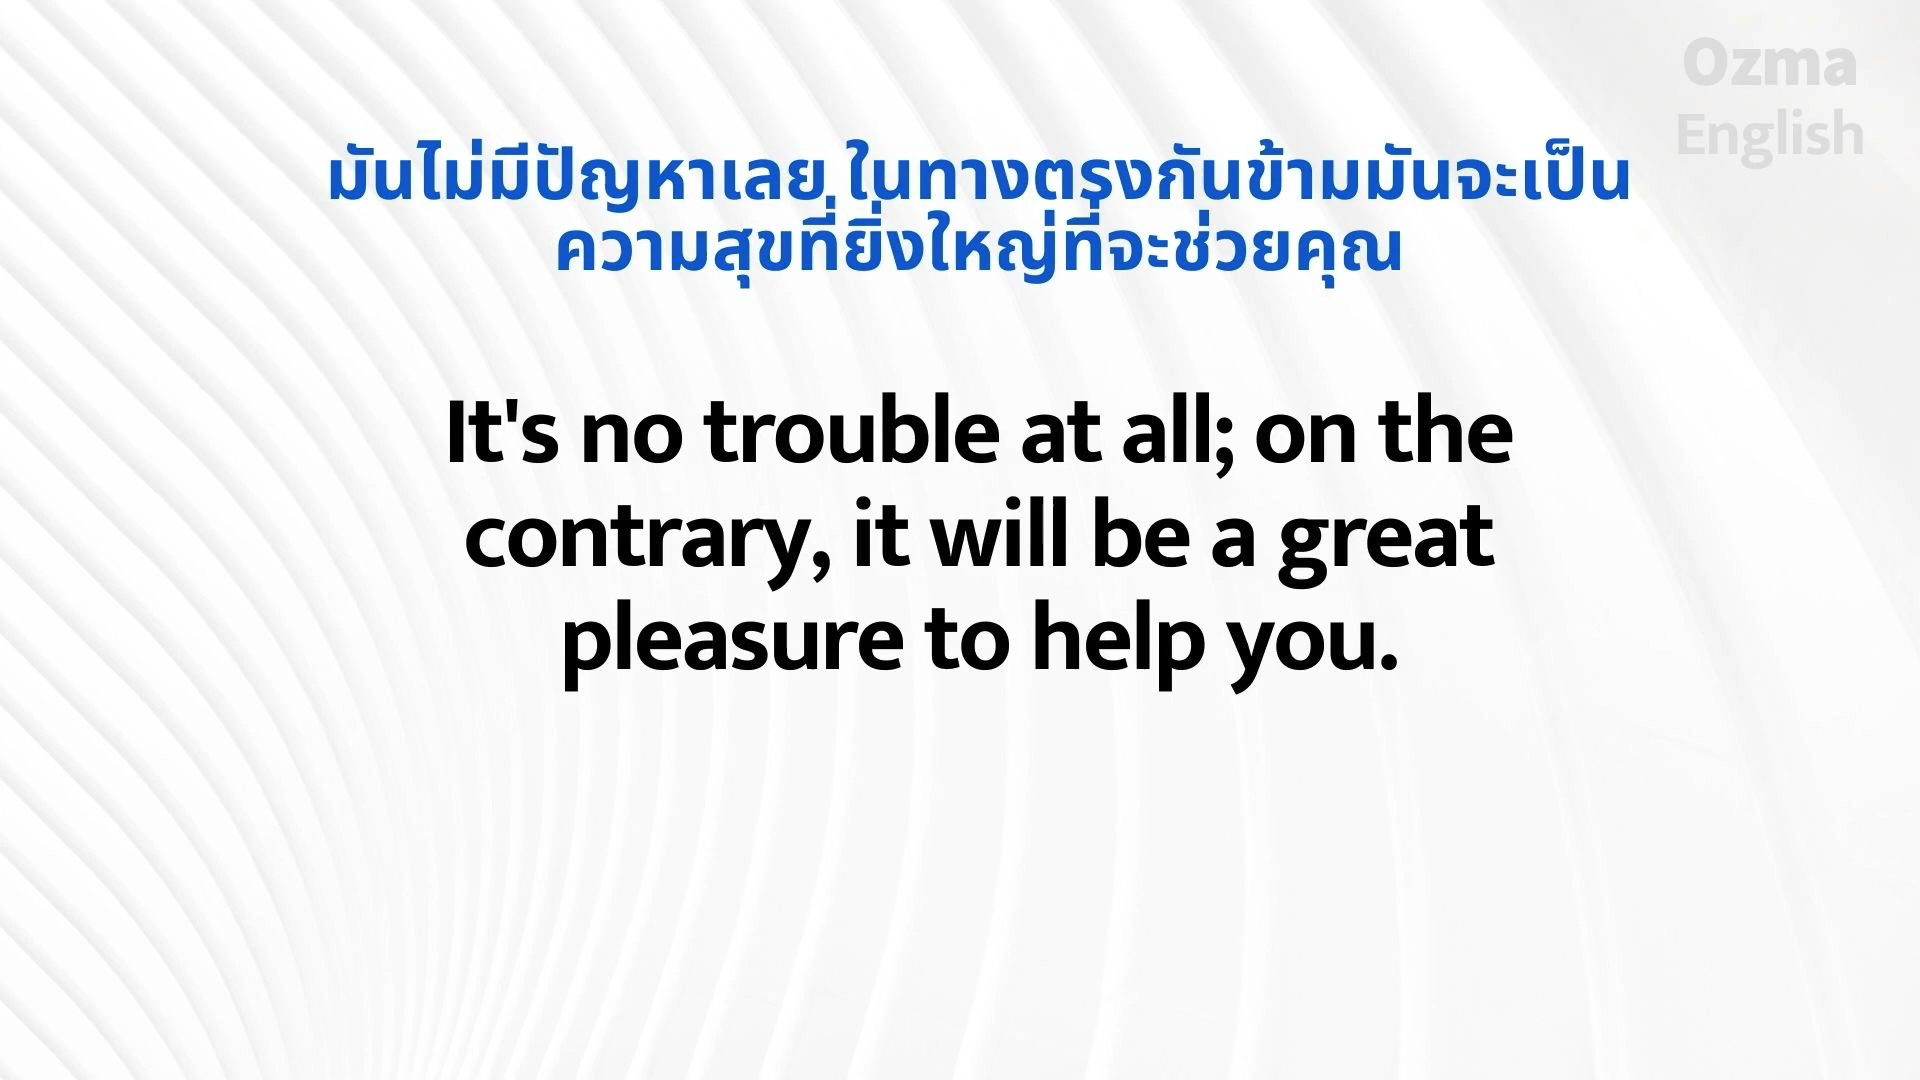 Ozma
English
มันไม่มีปัญหาเลย ในทางตรงกันข้ามมันจะเป็น
ความสุขที่ยิ่งใหญ่ที่จะช่วยคุณ
It's no trouble at all; on the
contrary, it will be a great
pleasure to help you.